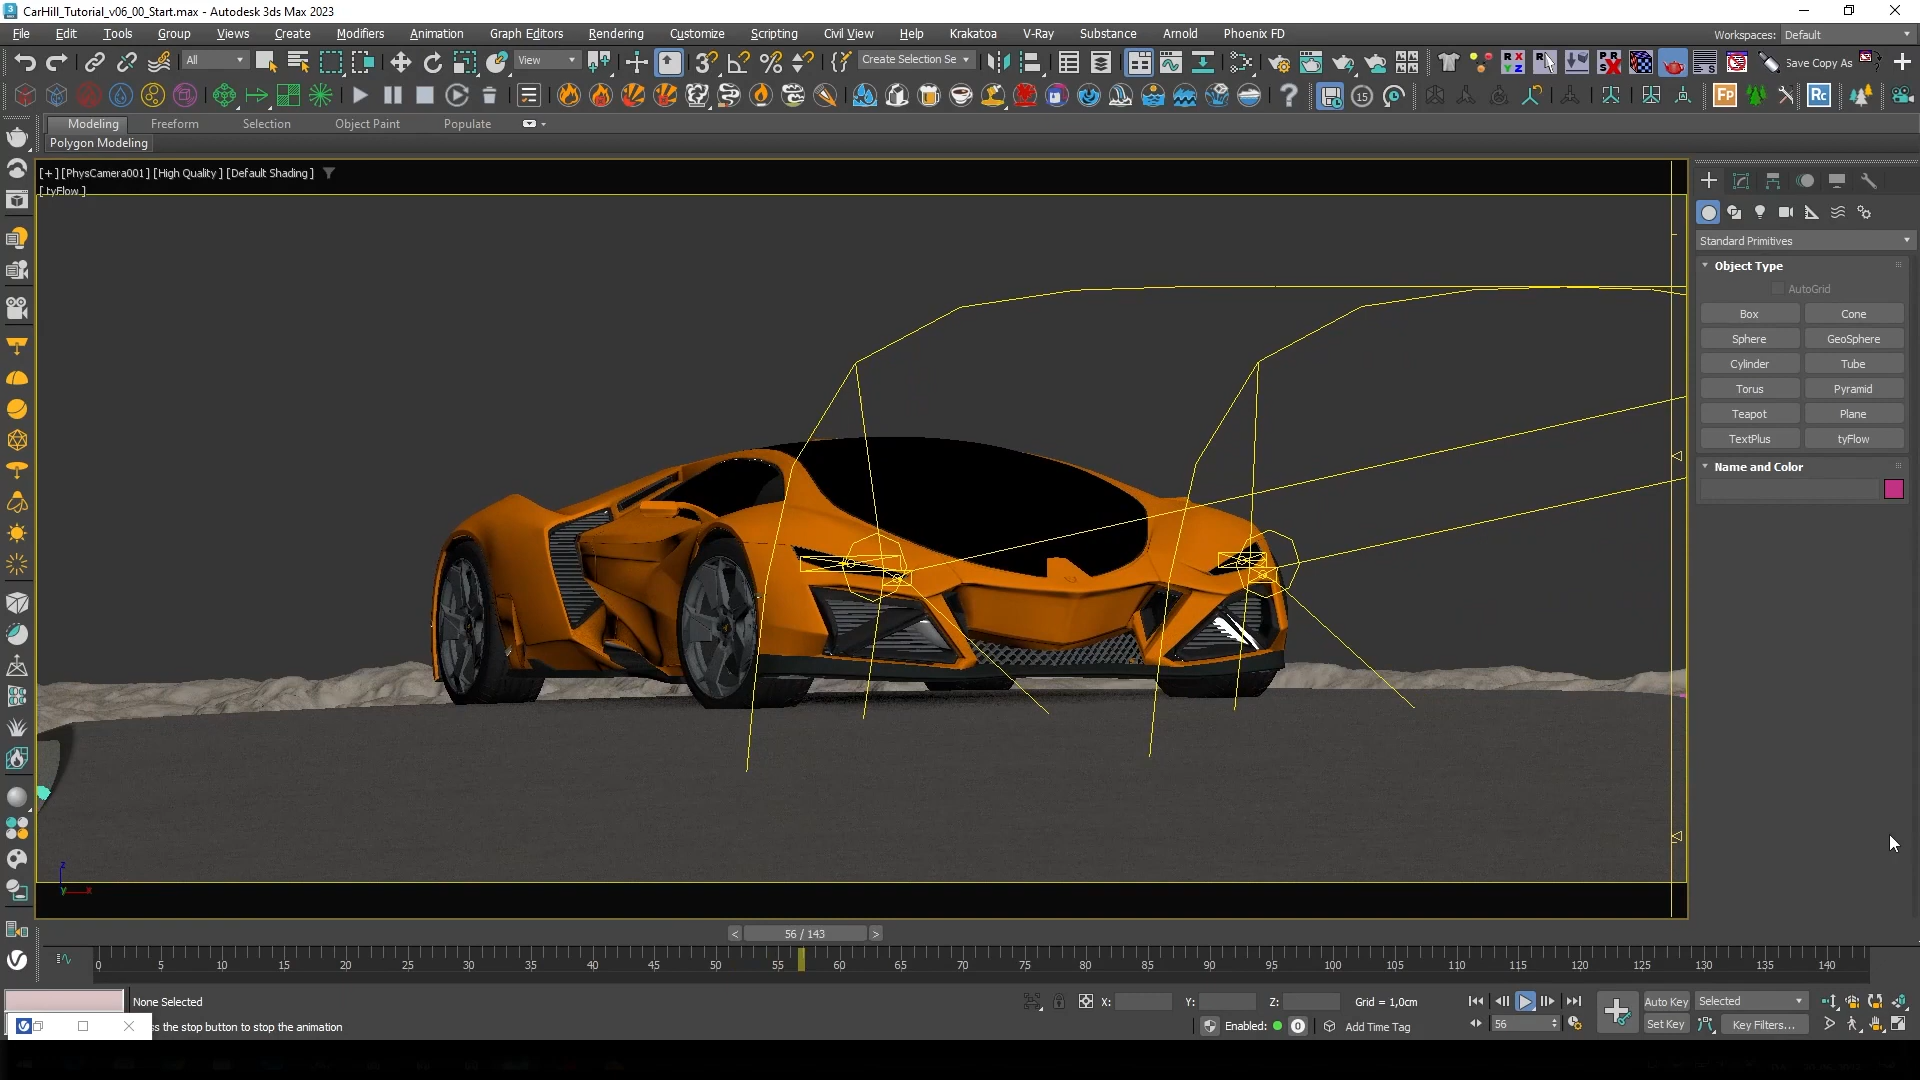 CarHill_Tutorial_v06_00_Start.max - Autodesk 3ds Max 2023
File Edit Tools Group Views Create Modifiers Animation Graph Editors Rendering Customize Scripting Civil View Help Krakatoa V-Ray Substance Arnold Phoenix FD Workspaces: Default
All View Create Selection Se Save Copy As
15 Fp Rc
Modeling Freeform Selection Object Paint Populate
Polygon Modeling
[+] [PhysCamera001] [High Quality] [Default Shading]
[tyFlow]
Standard Primitives
Object Type
AutoGrid
Box Cone
Sphere GeoSphere
Cylinder Tube
Torus Pyramid
Teapot Plane
TextPlus tyFlow
Name and Color
z
y x
< 56 / 143 >
0 5 10 15 20 25 30 35 40 45 50 55 60 65 70 75 80 85 90 95 100 105 110 115 120 125 130 135 140
None Selected X: Y: Z: Grid = 1,0cm Auto Key Selected
ss the stop button to stop the animation Enabled: 0 Add Time Tag 56 Set Key Key Filters...